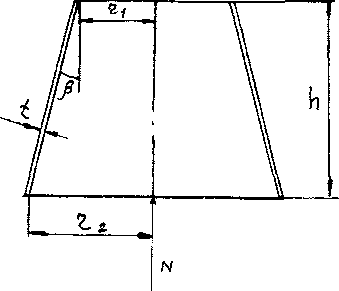 r₁
β
t
h
r₂
N